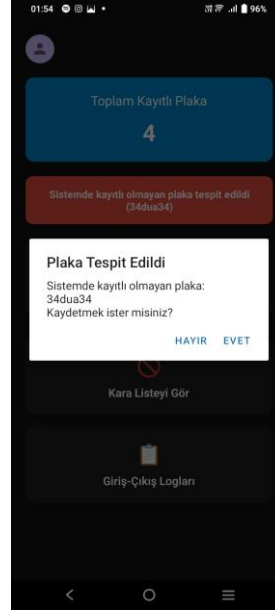 01:54
96%
Toplam Kayıtlı Plaka
4
Sistemde kayıtlı olmayan plaka tespit edildi
(34dua34)
Plaka Tespit Edildi
Sistemde kayıtlı olmayan plaka:
34dua34
Kaydetmek ister misiniz?
HAYIR EVET
Kara Listeyi Gör
Giriş-Çıkış Logları